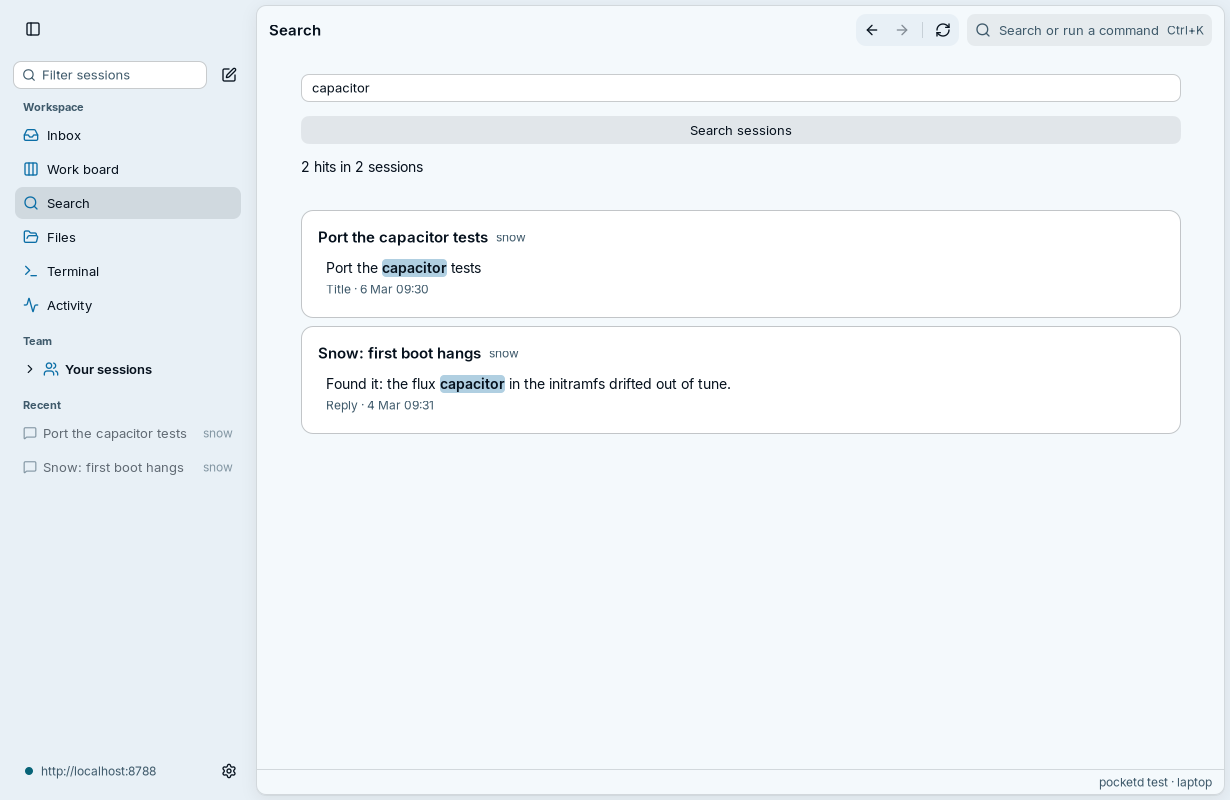 Search
Search or run a command Ctrl+K
Filter sessions
Workspace
Inbox
Work board
Search
Files
Terminal
Activity
Team
Your sessions
Recent
Port the capacitor tests snow
Snow: first boot hangs snow
http://localhost:8788
capacitor
Search sessions
2 hits in 2 sessions
Port the capacitor tests snow
Port the capacitor tests
Title · 6 Mar 09:30
Snow: first boot hangs snow
Found it: the flux capacitor in the initramfs drifted out of tune.
Reply · 4 Mar 09:31
pocketd test · laptop